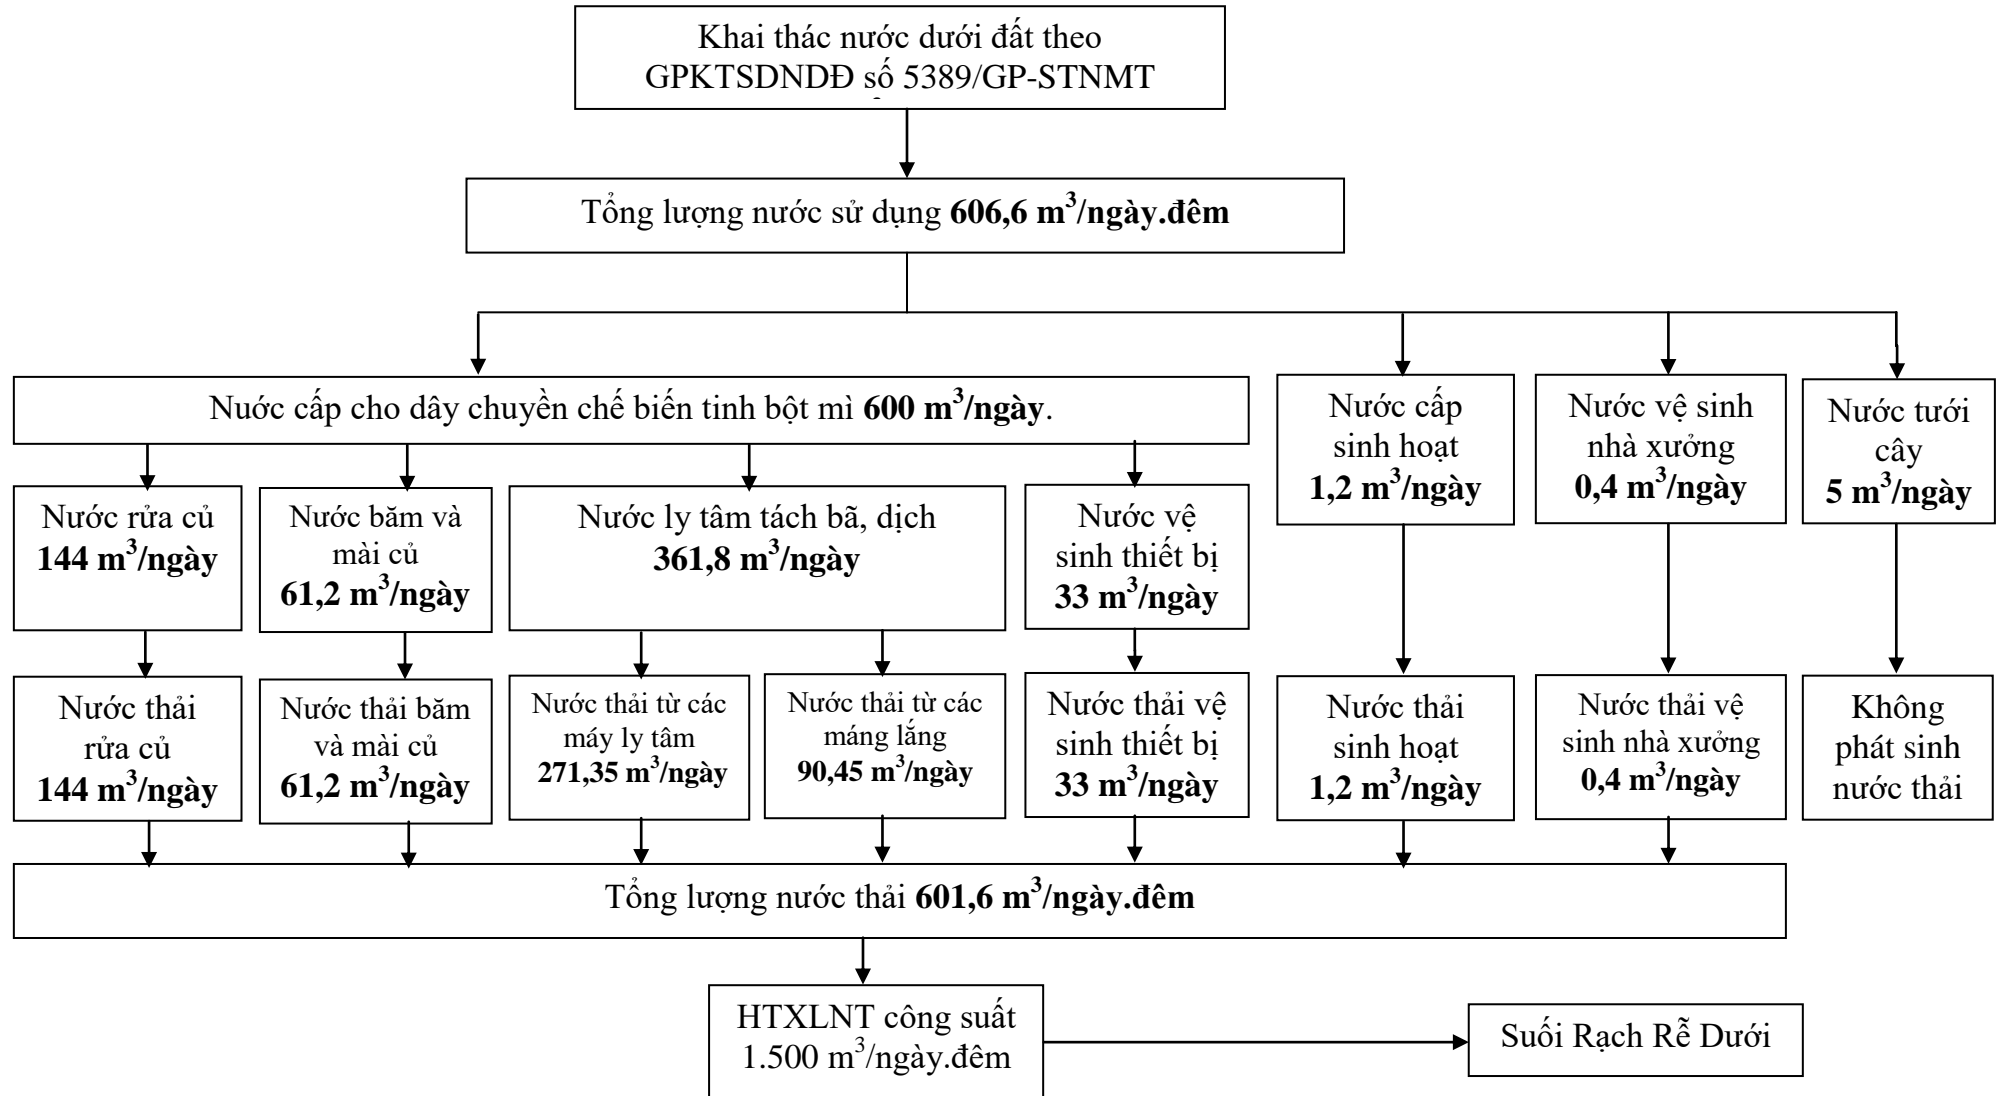 Khai thác nước dưới đất theo
GPKTSDNDĐ số 5389/GP-STNMT
Tổng lượng nước sử dụng 606,6 m³/ngày.đêm
Nuớc cấp cho dây chuyền chế biến tinh bột mì 600 m³/ngày.
Nước cấp
sinh hoạt
1,2 m³/ngày
Nước vệ sinh
nhà xưởng
0,4 m³/ngày
Nước tưới
cây
5 m³/ngày
Nước rửa củ
144 m³/ngày
Nước băm và
mài củ
61,2 m³/ngày
Nước ly tâm tách bã, dịch
361,8 m³/ngày
Nước vệ
sinh thiết bị
33 m³/ngày
Nước thải
rửa củ
144 m³/ngày
Nước thải băm
và mài củ
61,2 m³/ngày
Nước thải từ các
máy ly tâm
271,35 m³/ngày
Nước thải từ các
máng lắng
90,45 m³/ngày
Nước thải vệ
sinh thiết bị
33 m³/ngày
Nước thải
sinh hoạt
1,2 m³/ngày
Nước thải vệ
sinh nhà xưởng
0,4 m³/ngày
Không
phát sinh
nước thải
Tổng lượng nước thải 601,6 m³/ngày.đêm
HTXLNT công suất
1.500 m³/ngày.đêm
Suối Rạch Rễ Dưới